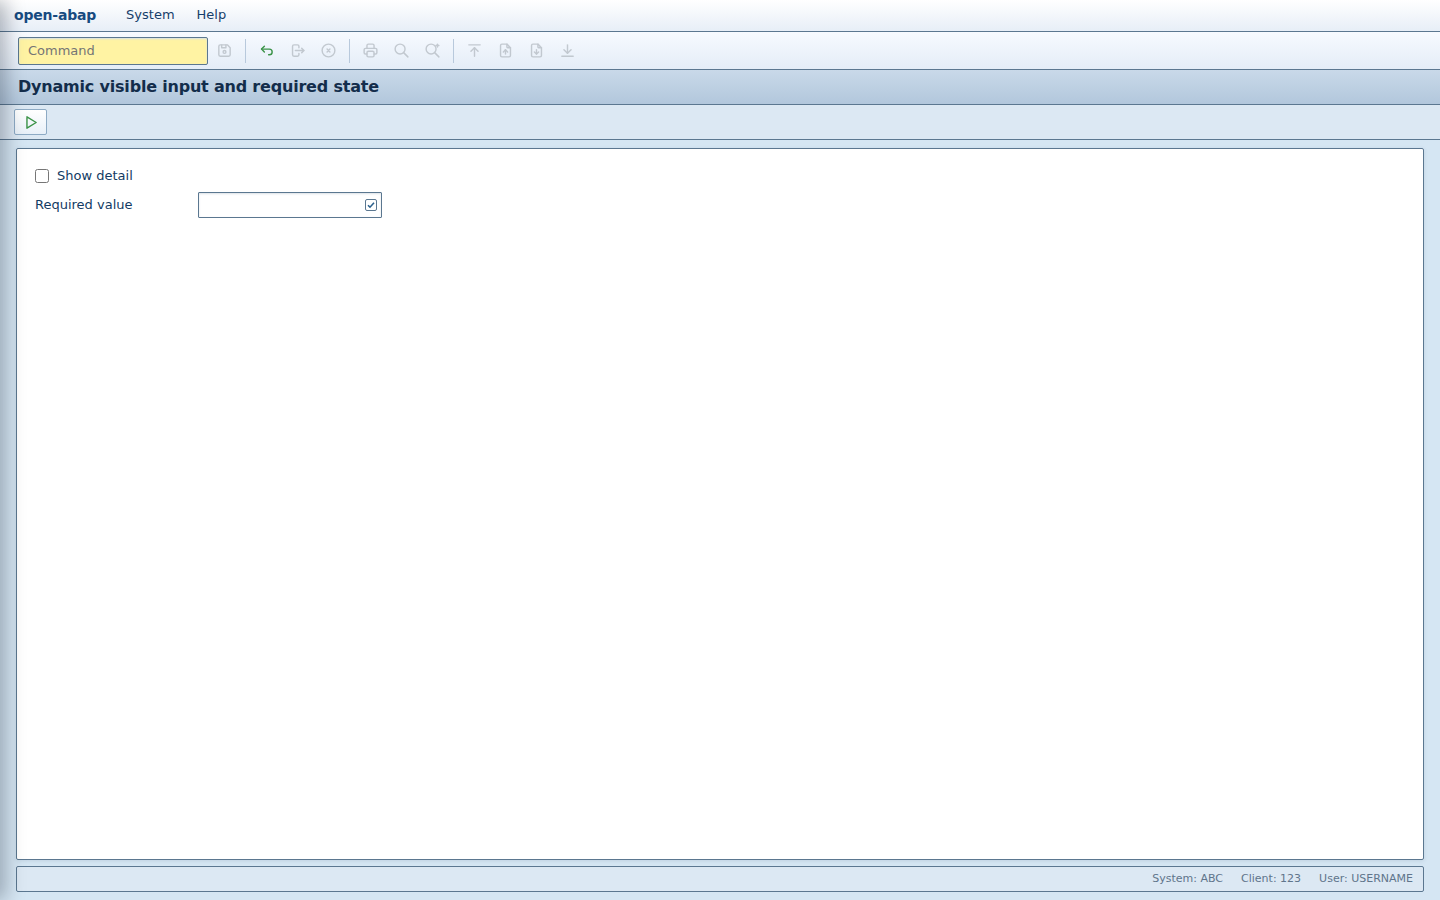 open-abap System Help
Command
Dynamic visible input and required state
Show detail
Required value
System: ABC Client: 123 User: USERNAME